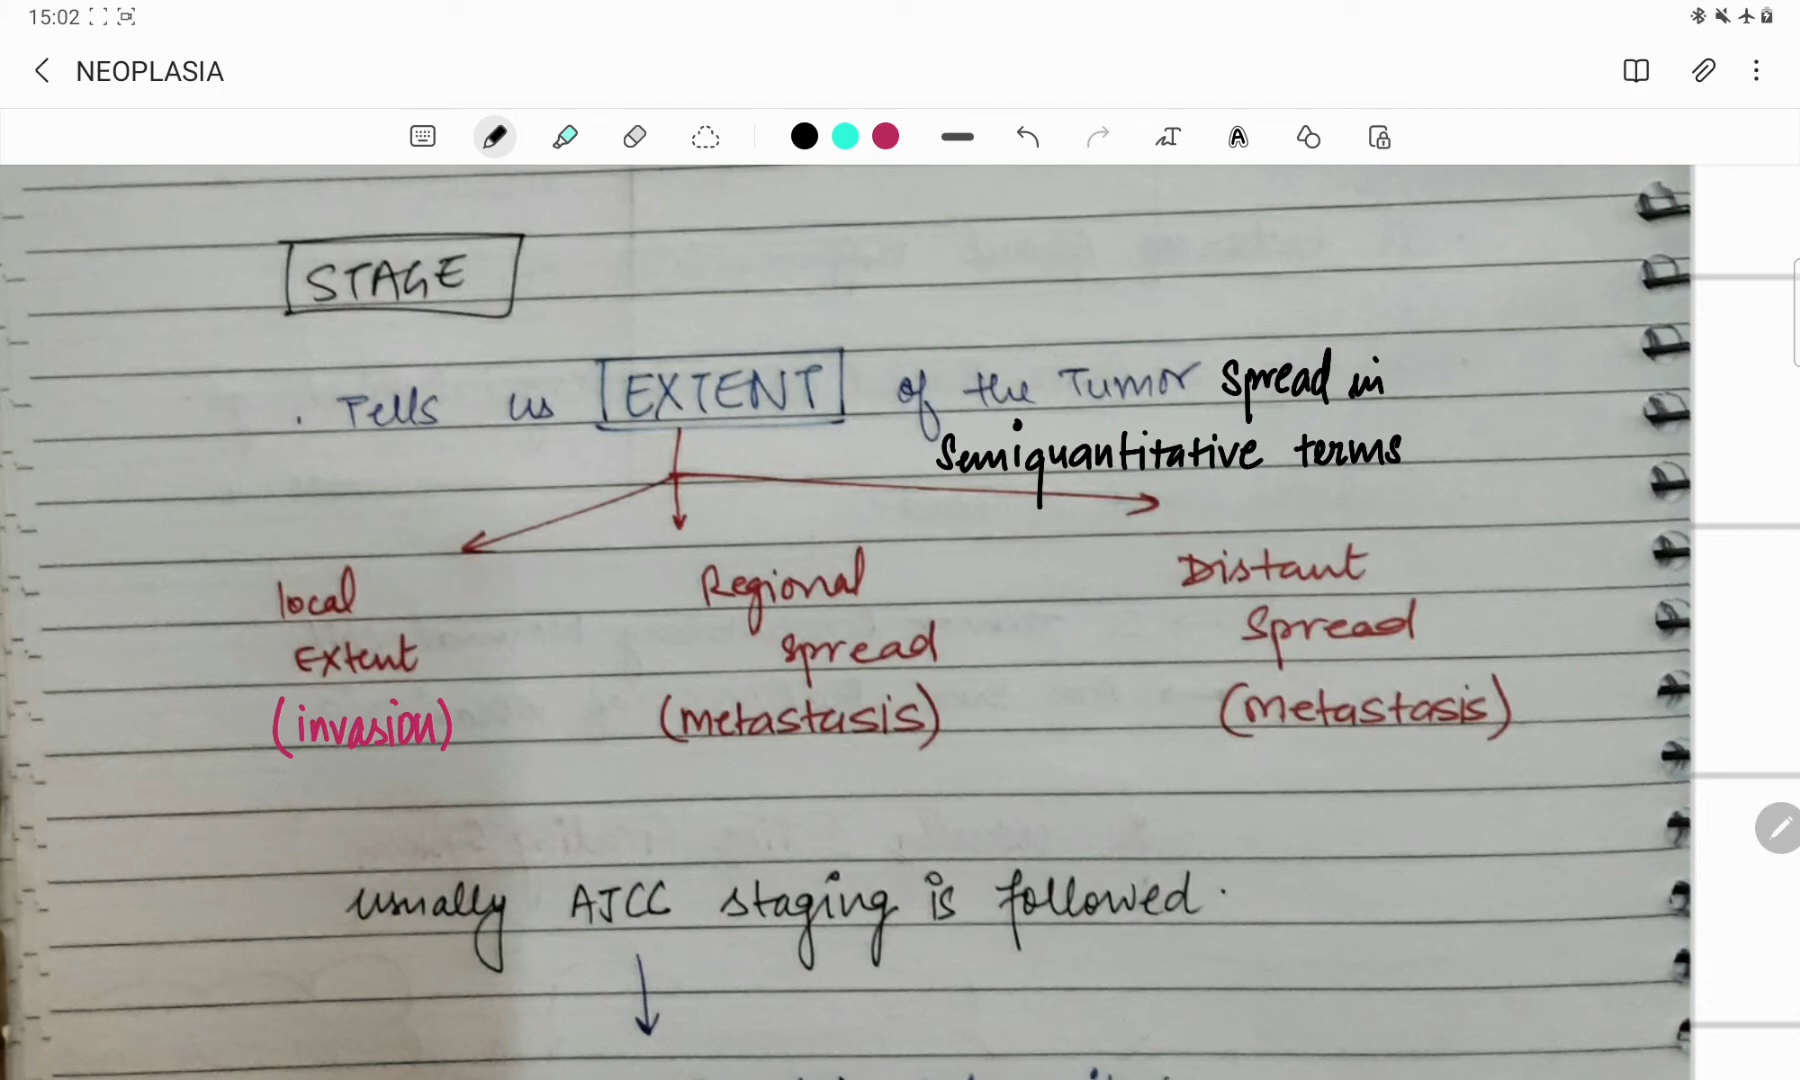 15:02
NEOPLASIA
STAGE
. Tells us EXTENT of the Tumor Spread in
Semiquantitative terms
local
Extent
(invasion)
Regional
spread
(metastasis)
Distant
Spread
(metastasis)
usually AJCC staging is followed.